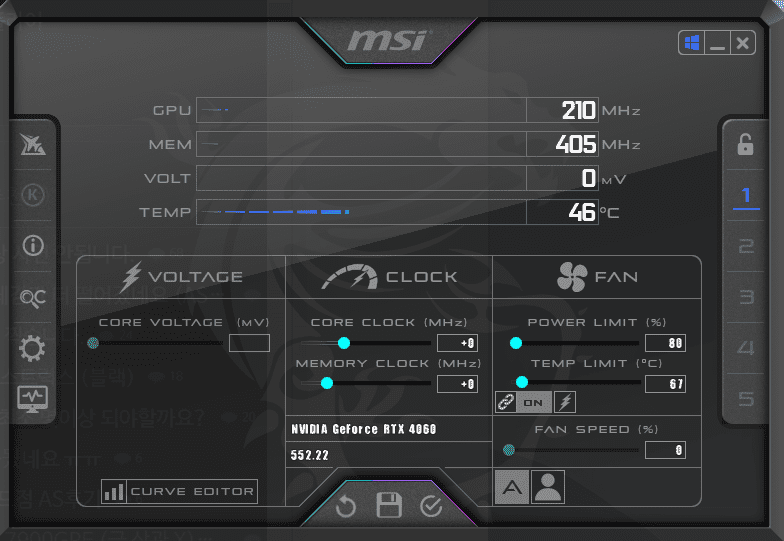 msi
GPU 210 MHz
MEM 405 MHz
VOLT 0 mV
TEMP 46 °C
K
1
2
3
4
5
VOLTAGE
CORE VOLTAGE (MV)
CURVE EDITOR
CLOCK
CORE CLOCK (MHz) +0
MEMORY CLOCK (MHz) +0
NVIDIA GeForce RTX 4060
552.22
FAN
POWER LIMIT (%) 80
TEMP LIMIT (°C) 67
ON
FAN SPEED (%) 0
A